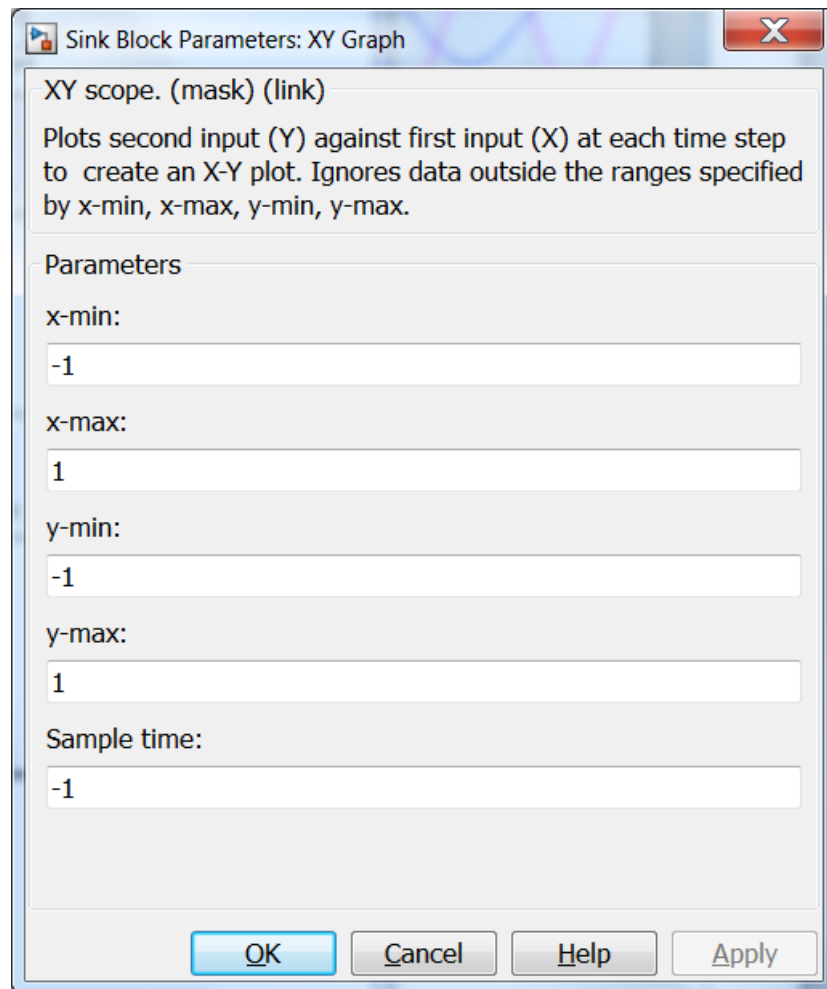 Sink Block Parameters: XY Graph
XY scope. (mask) (link)
Plots second input (Y) against first input (X) at each time step
to  create an X-Y plot. Ignores data outside the ranges specified
by x-min, x-max, y-min, y-max.
Parameters
x-min:
-1
x-max:
1
y-min:
-1
y-max:
1
Sample time:
-1
OK Cancel Help Apply